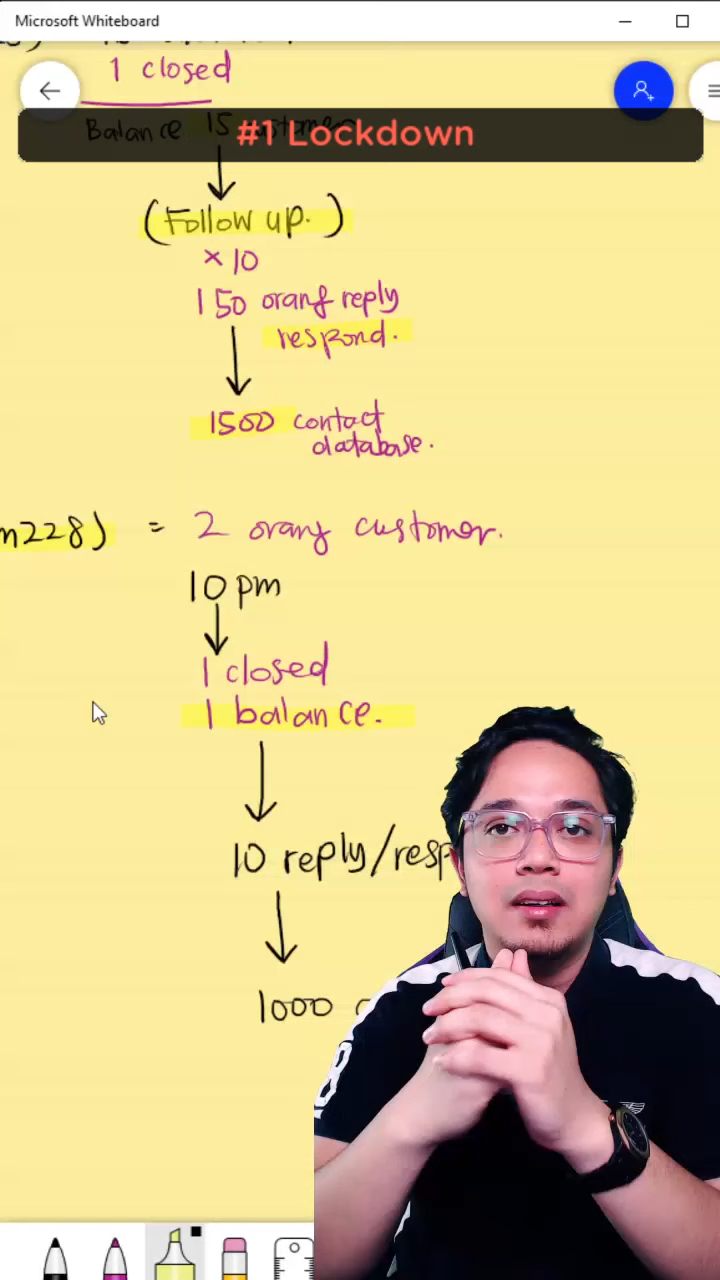 Microsoft Whiteboard
1 closed
#1 Lockdown
Balance 15
(Follow up.)
× 10
150 orang reply
respond.
1500 contact
database.
= 2 orang customer.
10 pm
1 closed
1 balance.
10 reply/resp
1000